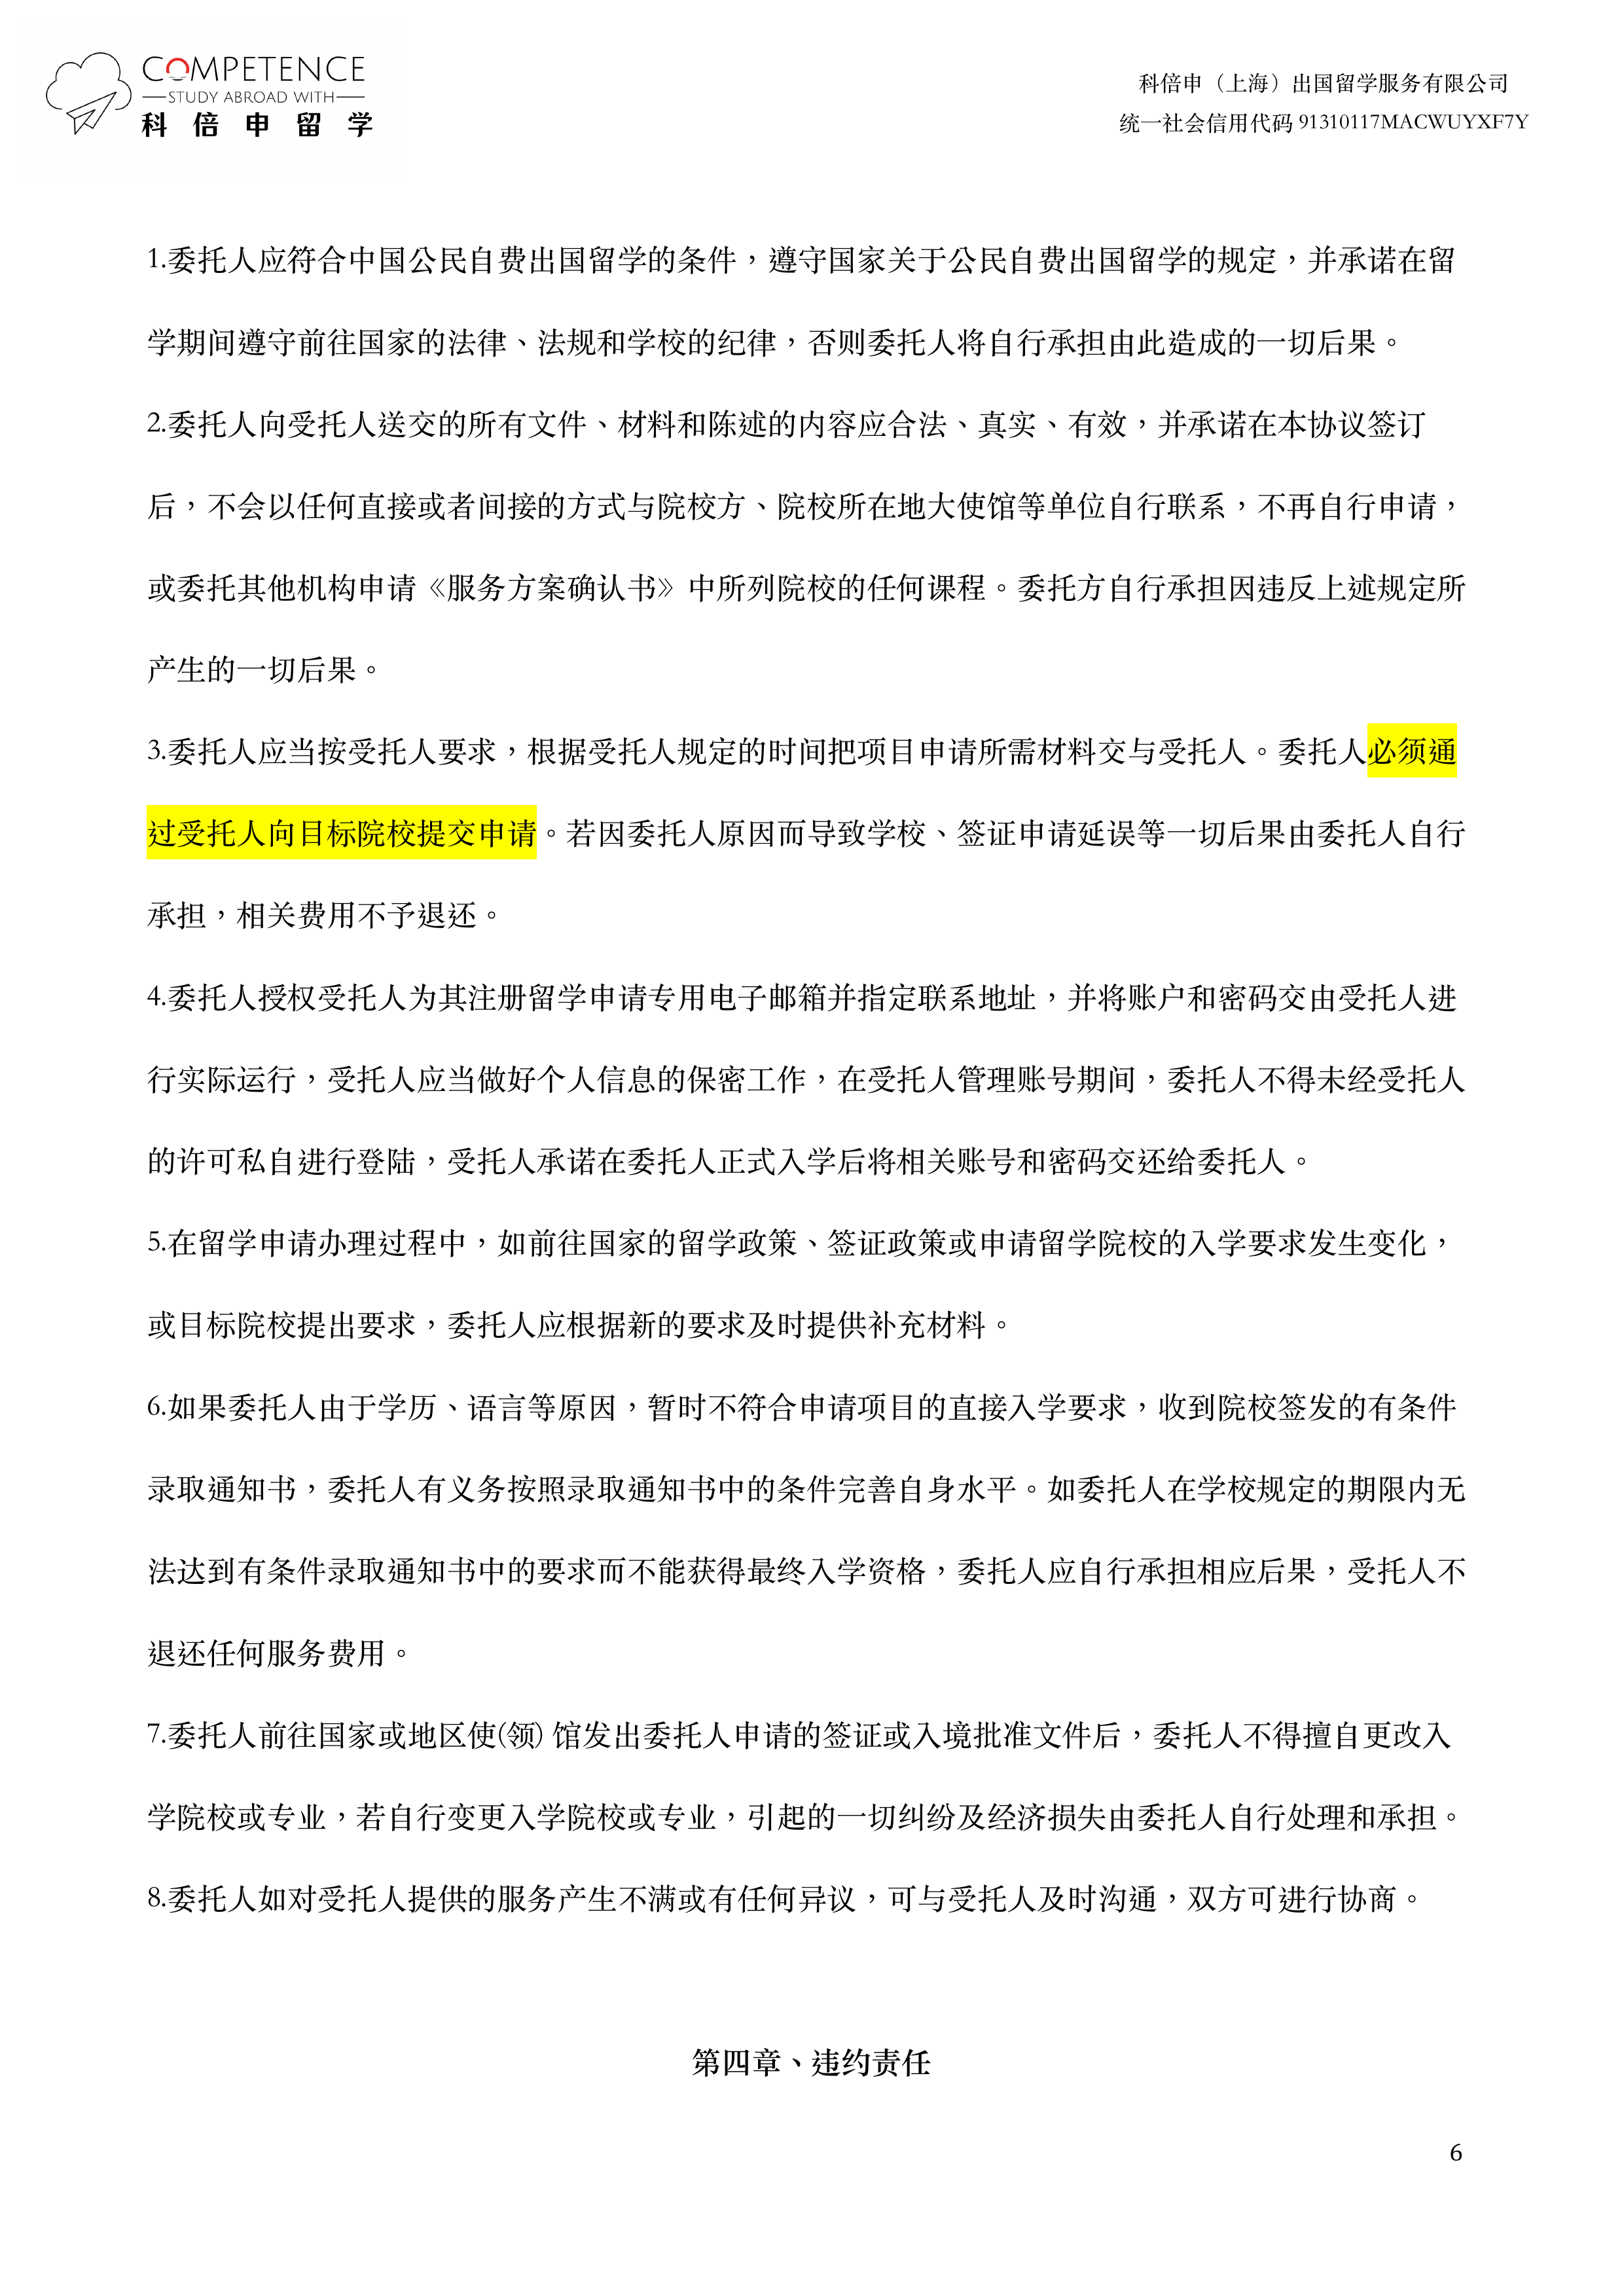 COMPETENCE
STUDY ABROAD WITH
科倍申留学
科倍申（上海）出国留学服务有限公司
统一社会信用代码 91310117MACWUYXF7Y
1.委托人应符合中国公民自费出国留学的条件，遵守国家关于公民自费出国留学的规定，并承诺在留
学期间遵守前往国家的法律、法规和学校的纪律，否则委托人将自行承担由此造成的一切后果。
2.委托人向受托人送交的所有文件、材料和陈述的内容应合法、真实、有效，并承诺在本协议签订
后，不会以任何直接或者间接的方式与院校方、院校所在地大使馆等单位自行联系，不再自行申请，
或委托其他机构申请《服务方案确认书》中所列院校的任何课程。委托方自行承担因违反上述规定所
产生的一切后果。
3.委托人应当按受托人要求，根据受托人规定的时间把项目申请所需材料交与受托人。委托人必须通
过受托人向目标院校提交申请。若因委托人原因而导致学校、签证申请延误等一切后果由委托人自行
承担，相关费用不予退还。
4.委托人授权受托人为其注册留学申请专用电子邮箱并指定联系地址，并将账户和密码交由受托人进
行实际运行，受托人应当做好个人信息的保密工作，在受托人管理账号期间，委托人不得未经受托人
的许可私自进行登陆，受托人承诺在委托人正式入学后将相关账号和密码交还给委托人。
5.在留学申请办理过程中，如前往国家的留学政策、签证政策或申请留学院校的入学要求发生变化，
或目标院校提出要求，委托人应根据新的要求及时提供补充材料。
6.如果委托人由于学历、语言等原因，暂时不符合申请项目的直接入学要求，收到院校签发的有条件
录取通知书，委托人有义务按照录取通知书中的条件完善自身水平。如委托人在学校规定的期限内无
法达到有条件录取通知书中的要求而不能获得最终入学资格，委托人应自行承担相应后果，受托人不
退还任何服务费用。
7.委托人前往国家或地区使(领) 馆发出委托人申请的签证或入境批准文件后，委托人不得擅自更改入
学院校或专业，若自行变更入学院校或专业，引起的一切纠纷及经济损失由委托人自行处理和承担。
8.委托人如对受托人提供的服务产生不满或有任何异议，可与受托人及时沟通，双方可进行协商。
第四章、违约责任
6